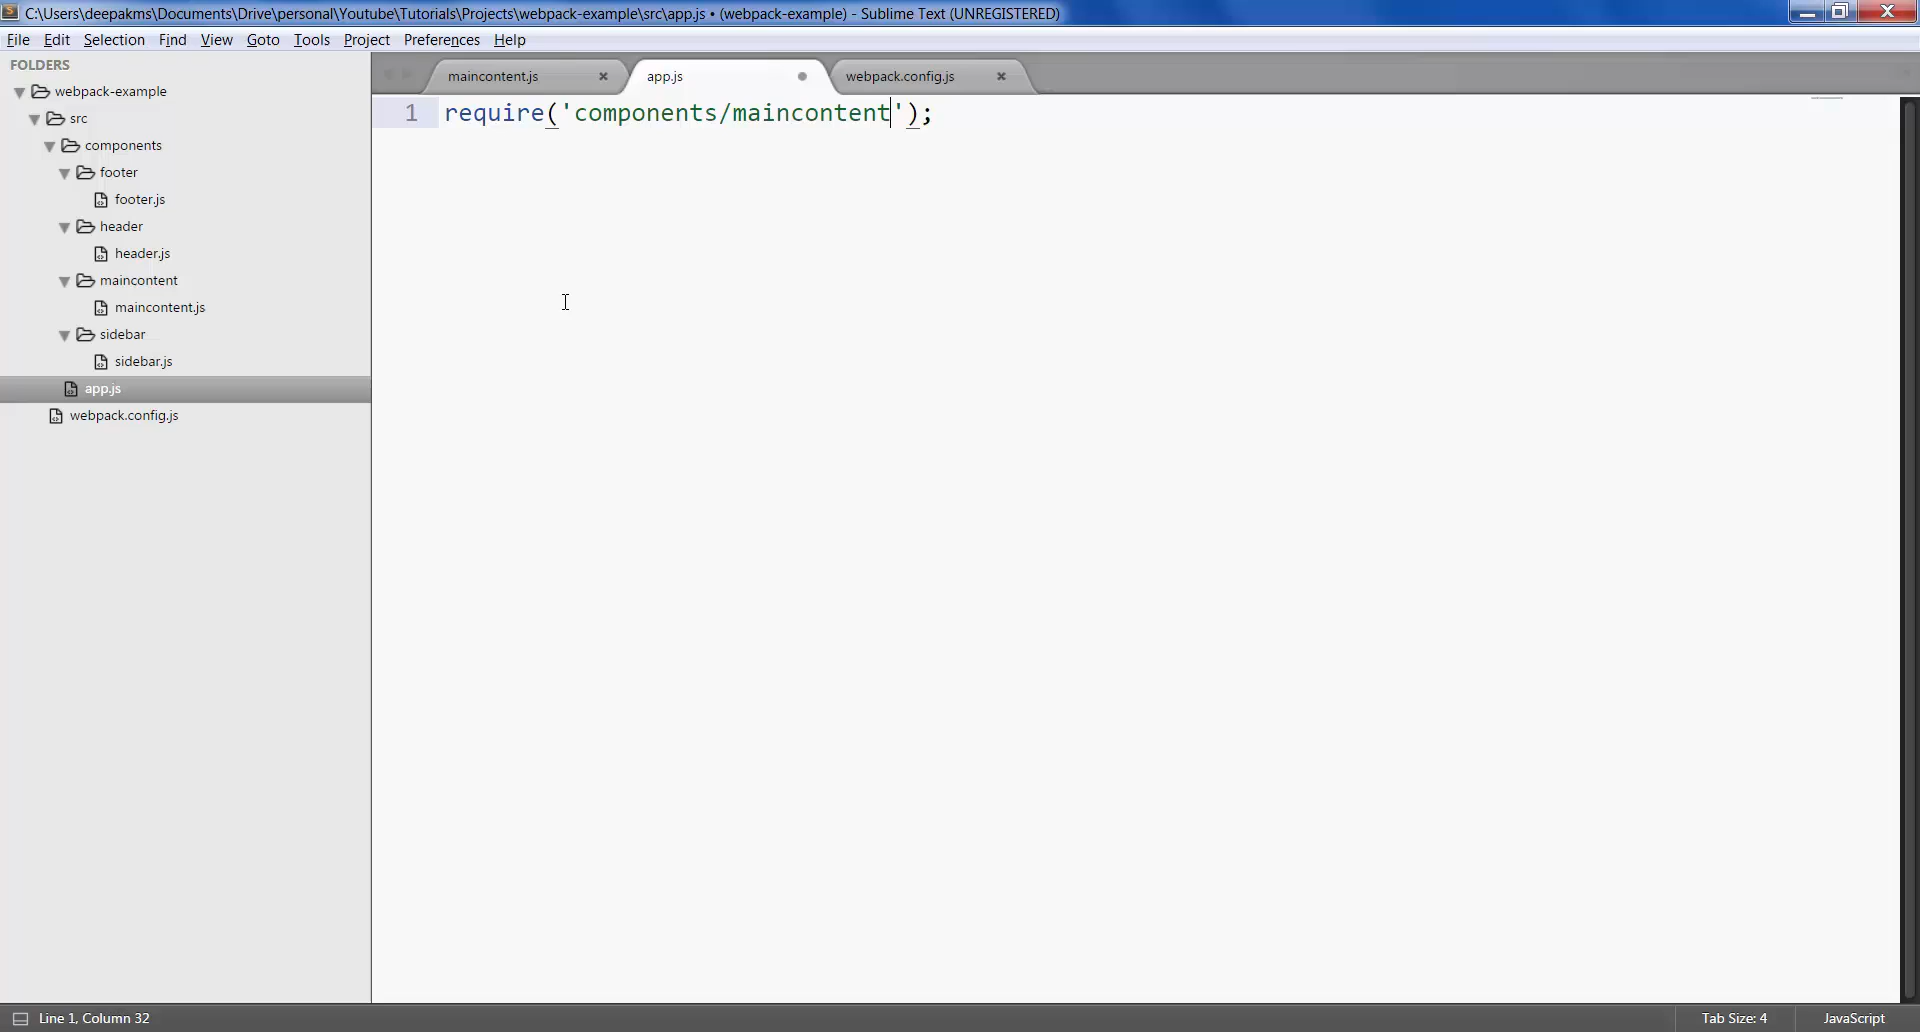 C:\Users\deepakms\Documents\Drive\personal\Youtube\Tutorials\Projects\webpack-example\src\app.js • (webpack-example) - Sublime Text (UNREGISTERED)
File Edit Selection Find View Goto Tools Project Preferences Help
FOLDERS
webpack-example
src
components
footer
footer.js
header
header.js
maincontent
maincontent.js
sidebar
sidebar.js
app.js
webpack.config.js
maincontent.js app.js webpack.config.js
1 require('components/maincontent');
Line 1, Column 32 Tab Size: 4 JavaScript